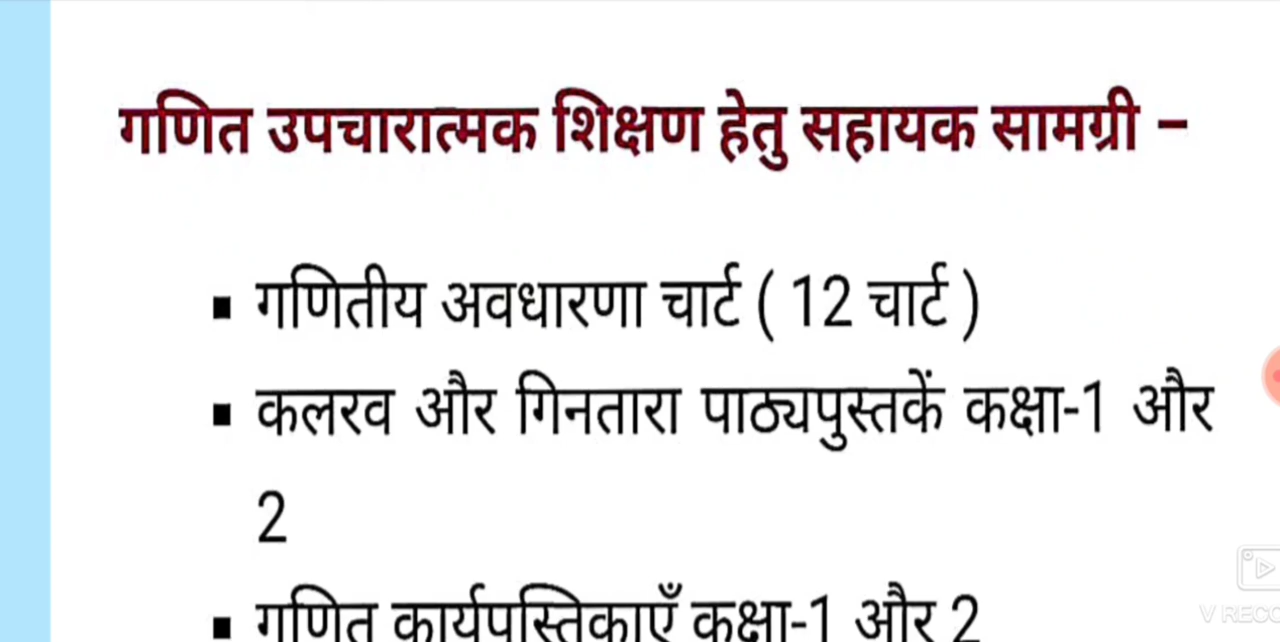 गणित उपचारात्मक शिक्षण हेतु सहायक सामग्री –
▪ गणितीय अवधारणा चार्ट ( 12 चार्ट )
▪ कलरव और गिनतारा पाठ्यपुस्तकें कक्षा-1 और
2
▪ गणित कार्यपुस्तिकाएँ कक्षा-1 और 2
V RECO